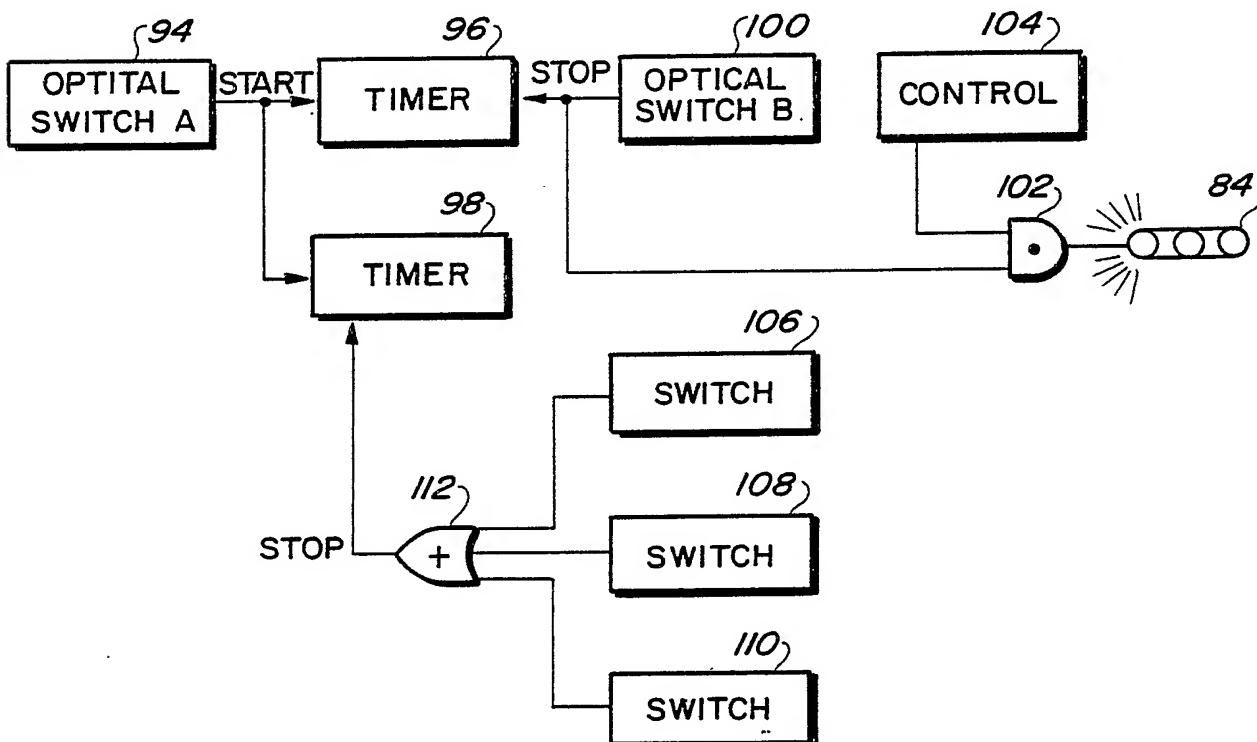 94
OPTITAL
SWITCH A
START
96
TIMER
STOP
100
OPTICAL
SWITCH B.
104
CONTROL
102
84
98
TIMER
106
SWITCH
112
+
STOP
108
SWITCH
110
SWITCH